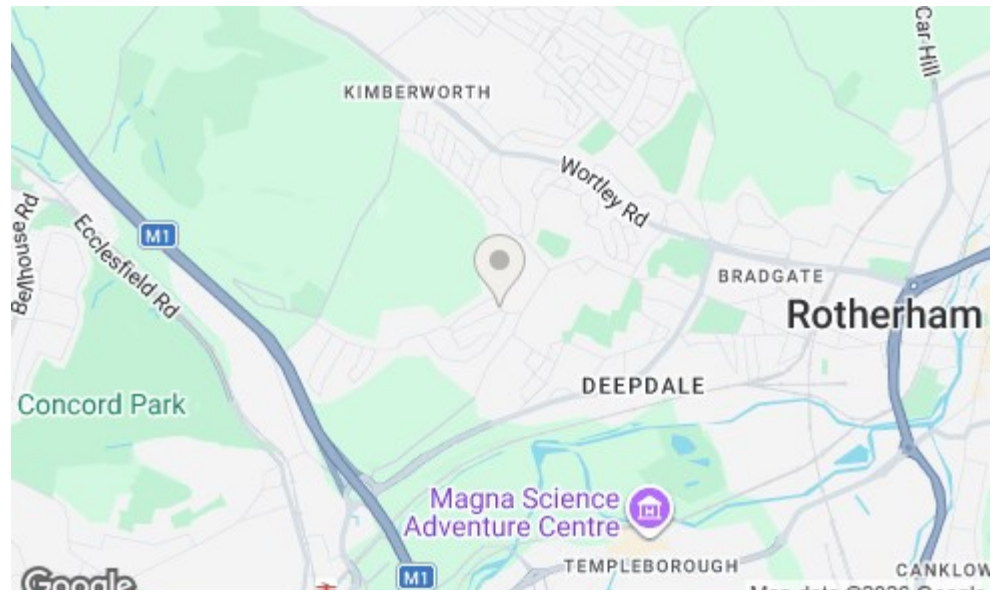 Car Hill
KIMBERWORTH
Wortley Rd
Bellhouse Rd
Ecclesfield Rd
M1
BRADGATE
Rotherham
DEEPDALE
Concord Park
Magna Science
Adventure Centre
TEMPLEBOROUGH
CANKLOW
M1
Google